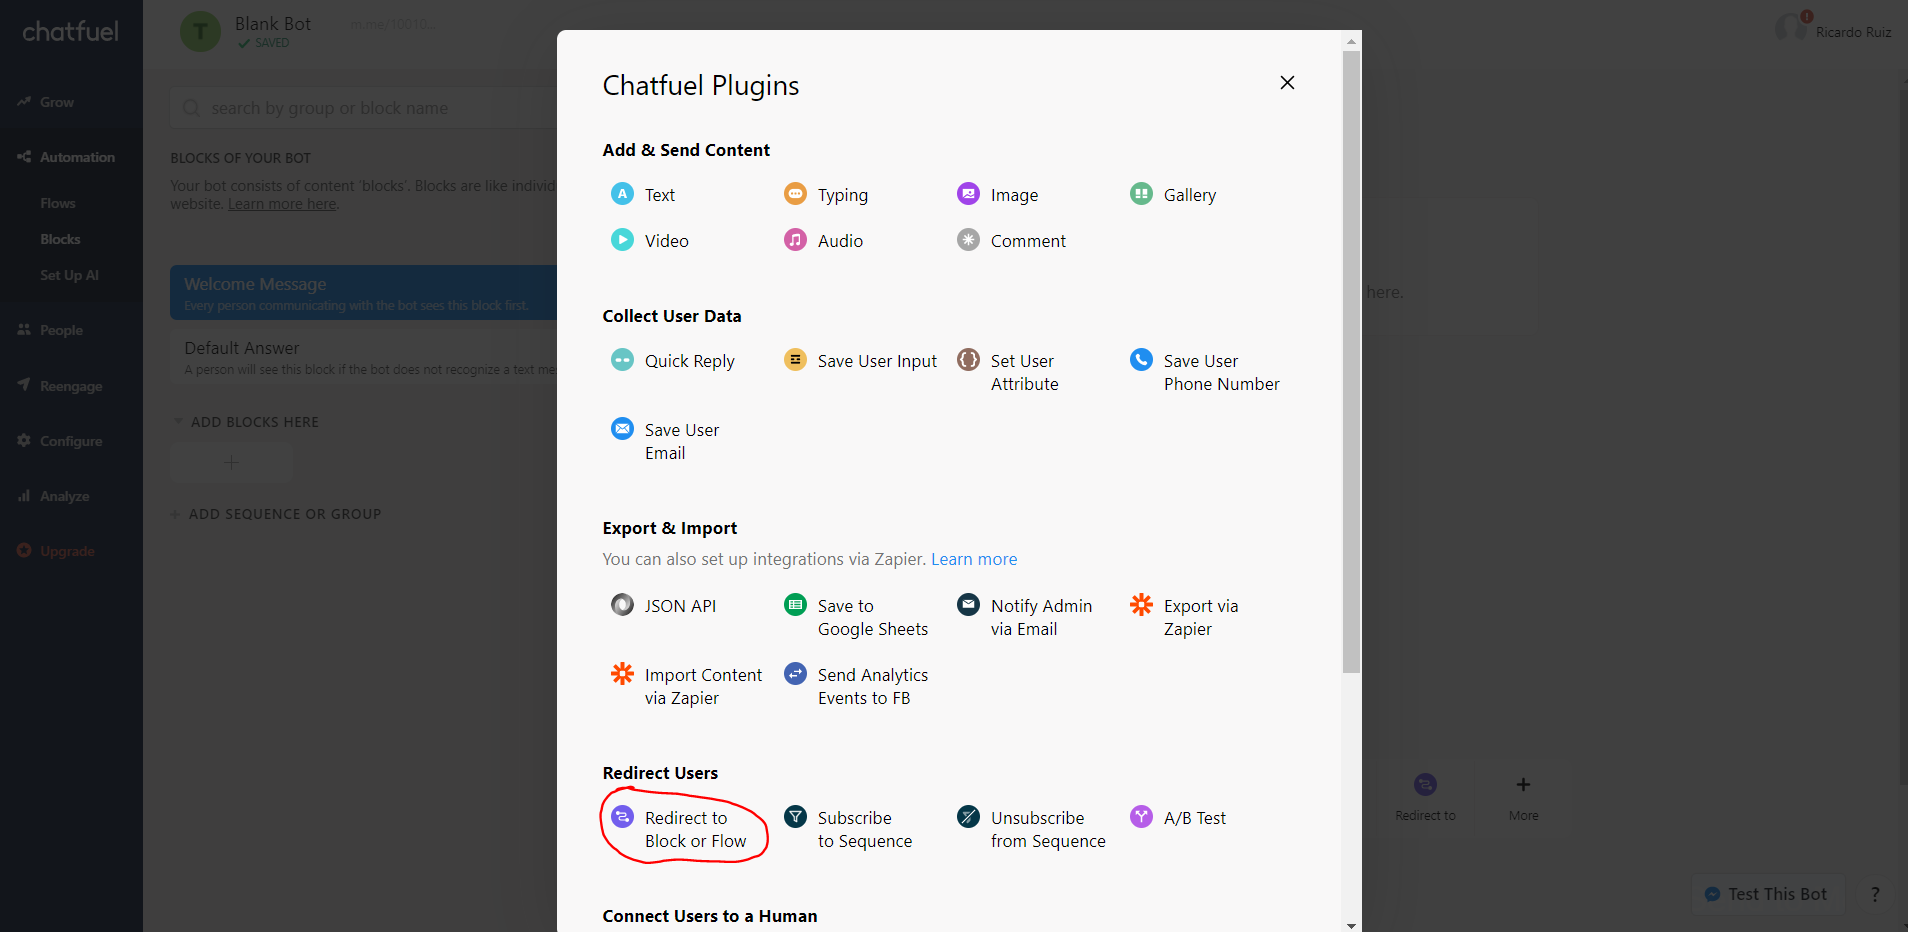 chatfuel
Blank Bot
m.me/10010...
SAVED
Ricardo Ruiz
Grow
Automation
Flows
Blocks
Set Up AI
People
Reengage
Configure
Analyze
Upgrade
search by group or block name
BLOCKS OF YOUR BOT
Your bot consists of content 'blocks'. Blocks are like individ
website. Learn more here.
Welcome Message
Every person communicating with the bot sees this block first.
Default Answer
A person will see this block if the bot does not recognize a text me
ADD BLOCKS HERE
ADD SEQUENCE OR GROUP
Chatfuel Plugins
Add & Send Content
Text
Typing
Image
Gallery
Video
Audio
Comment
Collect User Data
Quick Reply
Save User Input
Set User
Attribute
Save User
Phone Number
Save User
Email
Export & Import
You can also set up integrations via Zapier. Learn more
JSON API
Save to
Google Sheets
Notify Admin
via Email
Export via
Zapier
Import Content
via Zapier
Send Analytics
Events to FB
Redirect Users
Redirect to
Block or Flow
Subscribe
to Sequence
Unsubscribe
from Sequence
A/B Test
Connect Users to a Human
here.
Redirect to
More
Test This Bot
?